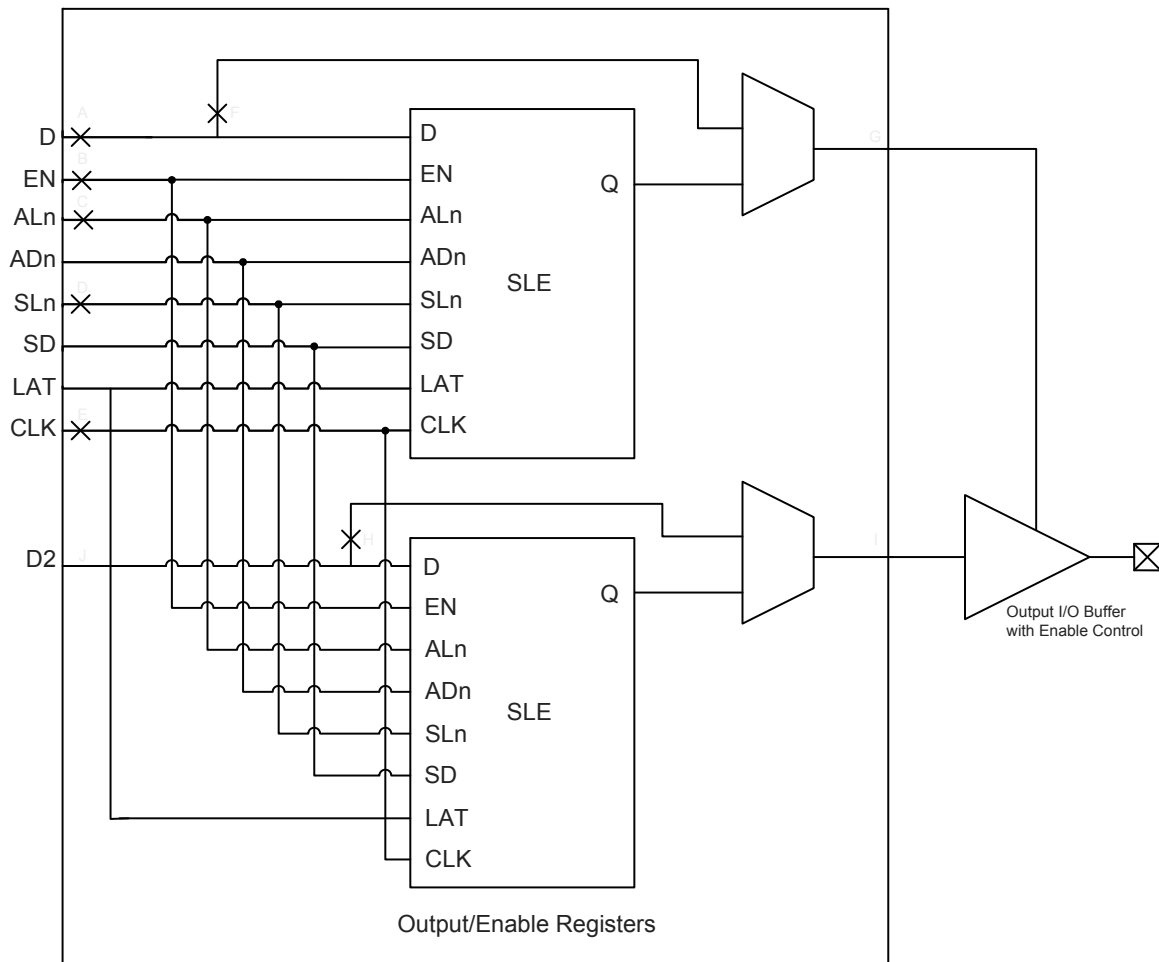 A
F
D
D
B
EN
EN
G
Q
C
ALn
ALn
ADn
ADn
SLE
D
SLn
SLn
SD
SD
LAT
LAT
E
CLK
CLK
H
I
D2
J
D
Q
EN
Output I/O Buffer
with Enable Control
ALn
ADn
SLE
SLn
SD
LAT
CLK
Output/Enable Registers